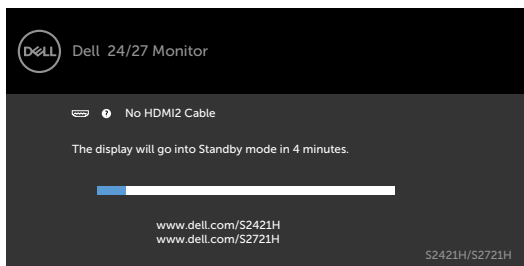 DELL
Dell 24/27 Monitor
? No HDMI2 Cable
The display will go into Standby mode in 4 minutes.
www.dell.com/S2421H
www.dell.com/S2721H
S2421H/S2721H